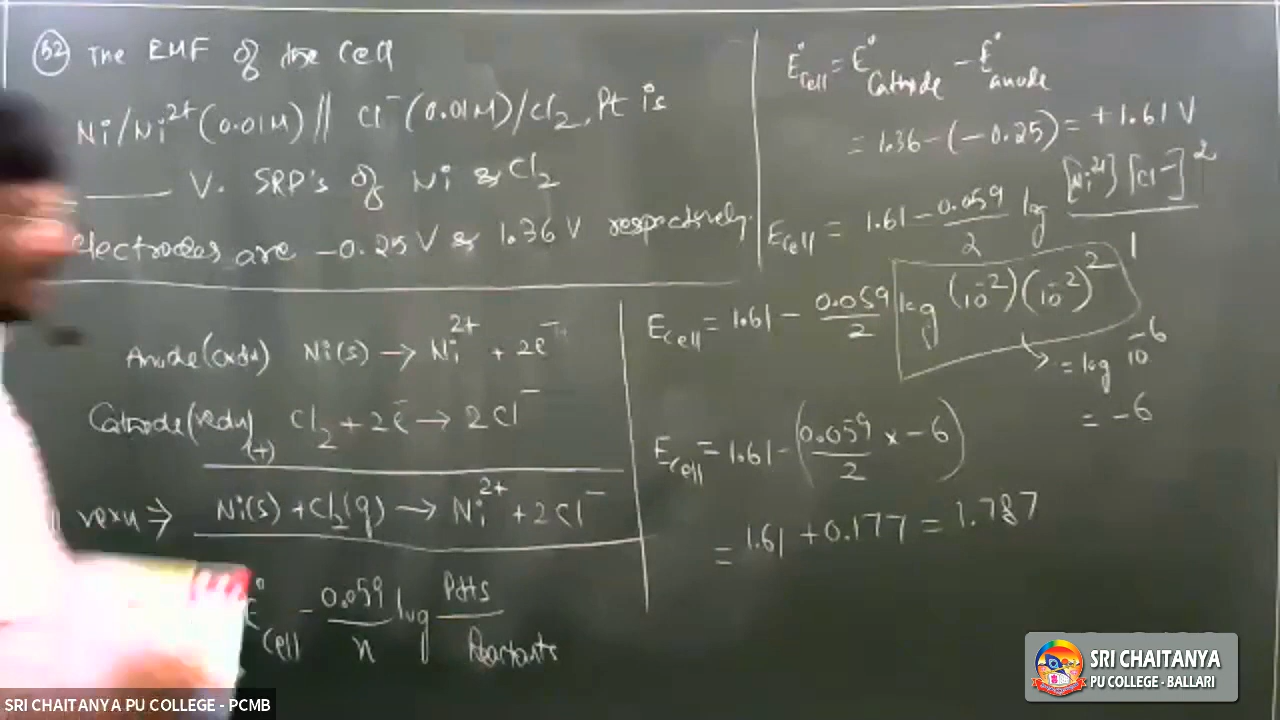 52 The EMF of the cell
Ni/Ni²⁺(0.01M)// Cl⁻(0.01M)/Cl₂,Pt is
____ V. SRP's of Ni & Cl₂
electrodes are -0.25V & 1.36V respectively.
Anode(oxdn) Ni(s) → Ni²⁺ + 2e⁻
Cathode(redn) Cl₂ + 2e⁻ → 2Cl⁻
(+)
rexn ⇒ Ni(s) + Cl₂(g) → Ni²⁺ + 2Cl⁻
E°cell - 0.059/n log Pdts/Reactants
E°cell = E°Cathode - E°anode
= 1.36 - (-0.25) = +1.61 V
Ecell = 1.61 - 0.059/2 log [Ni²⁺][Cl⁻]²/1
Ecell = 1.61 - 0.059/2 log (10⁻²)(10⁻²)²
→ = log 10⁻⁶
= -6
Ecell = 1.61 - (0.059/2 × -6)
= 1.61 + 0.177 = 1.787
SRI CHAITANYA
PU COLLEGE - BALLARI
SRI CHAITANYA PU COLLEGE - PCMB